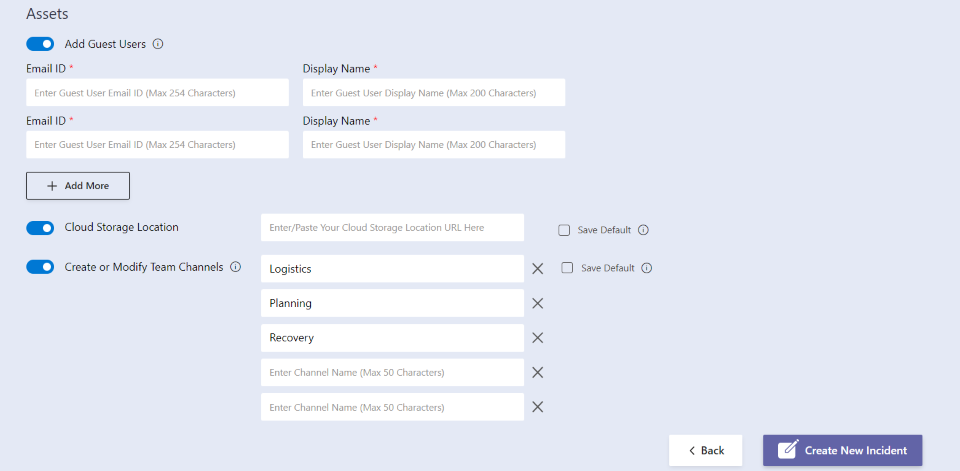 Assets
Add Guest Users
Email ID * Display Name *
Enter Guest User Email ID (Max 254 Characters) Enter Guest User Display Name (Max 200 Characters)
Email ID * Display Name *
Enter Guest User Email ID (Max 254 Characters) Enter Guest User Display Name (Max 200 Characters)
+ Add More
Cloud Storage Location Enter/Paste Your Cloud Storage Location URL Here Save Default
Create or Modify Team Channels Logistics Save Default
Planning
Recovery
Enter Channel Name (Max 50 Characters)
Enter Channel Name (Max 50 Characters)
Back Create New Incident